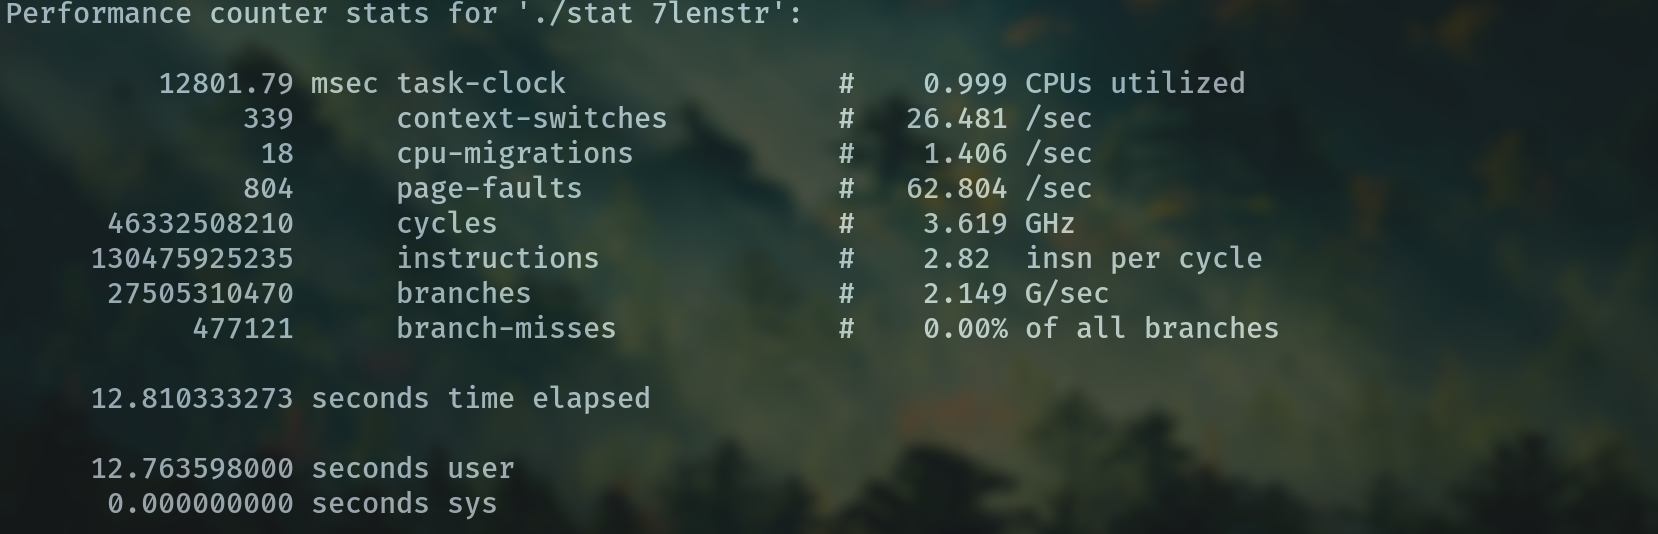 Performance counter stats for './stat 7lenstr':
12801.79 msec task-clock # 0.999 CPUs utilized
339 context-switches # 26.481 /sec
18 cpu-migrations # 1.406 /sec
804 page-faults # 62.804 /sec
46332508210 cycles # 3.619 GHz
130475925235 instructions # 2.82 insn per cycle
27505310470 branches # 2.149 G/sec
477121 branch-misses # 0.00% of all branches
12.810333273 seconds time elapsed
12.763598000 seconds user
0.000000000 seconds sys